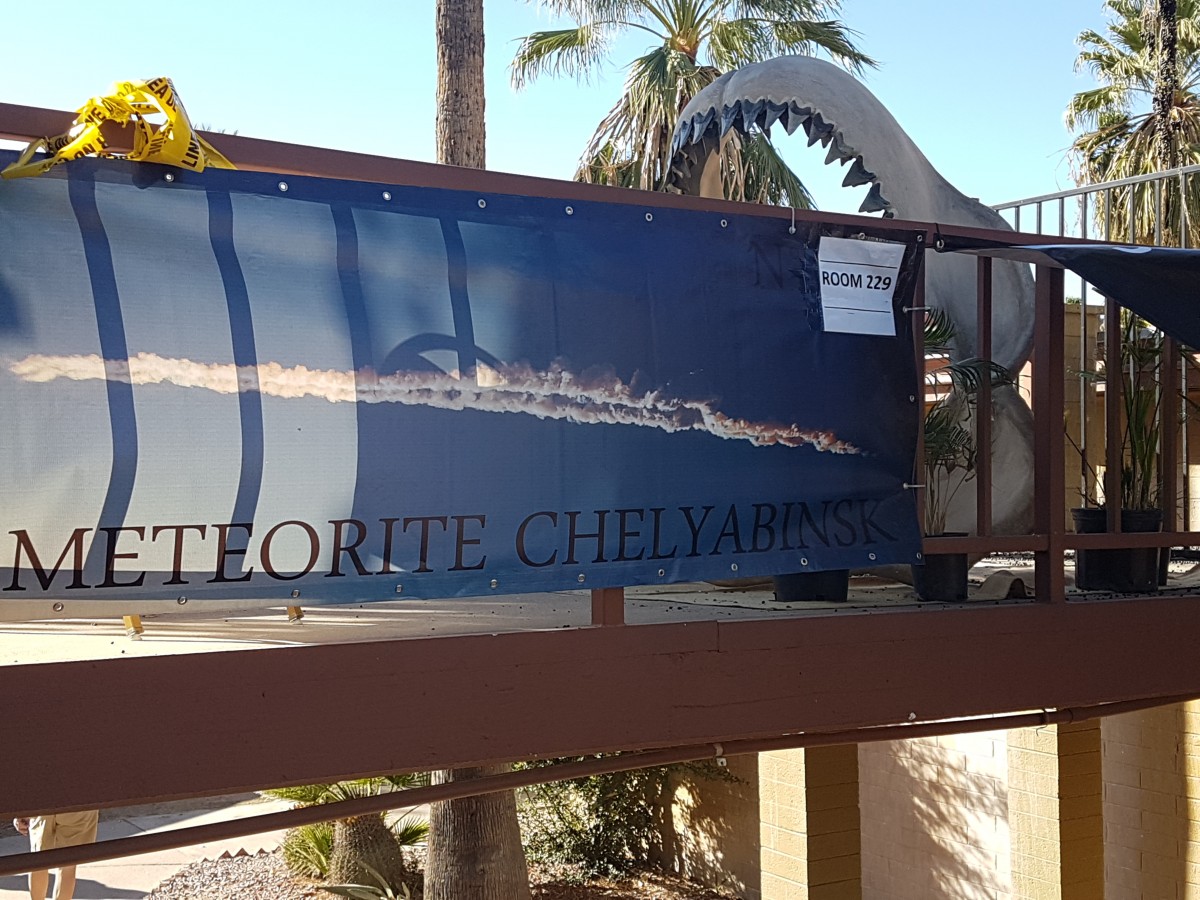 ROOM 229
METEORITE CHELYABINSK